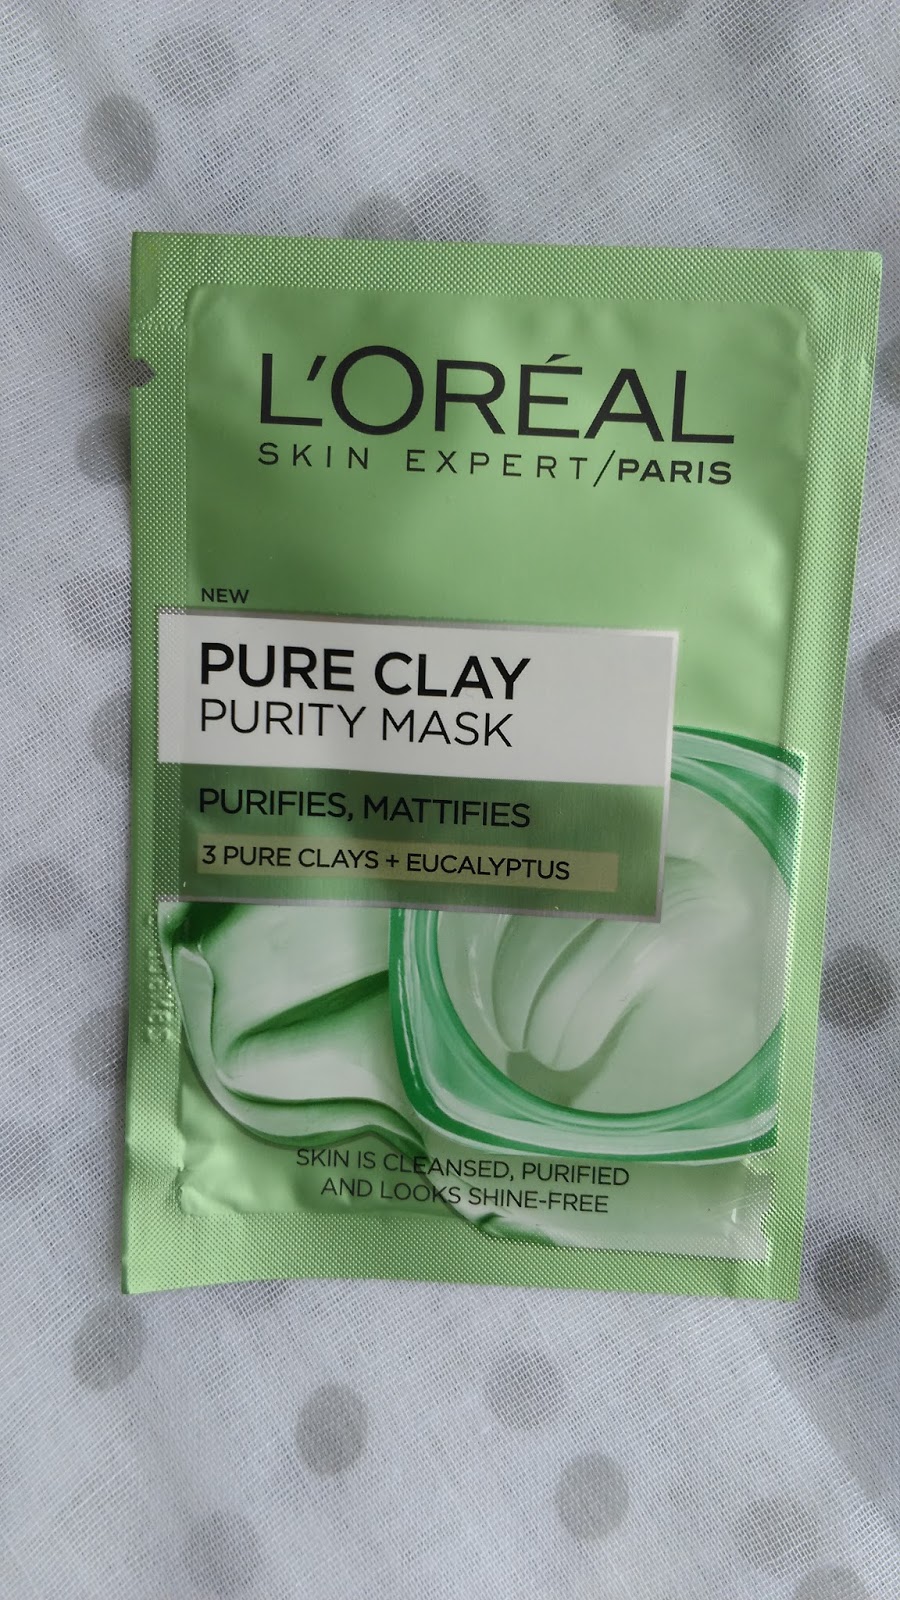 L'ORÉAL
SKIN EXPERT/PARIS
NEW
PURE CLAY
PURITY MASK
PURIFIES, MATTIFIES
3 PURE CLAYS + EUCALYPTUS
SKIN IS CLEANSED, PURIFIED
AND LOOKS SHINE-FREE